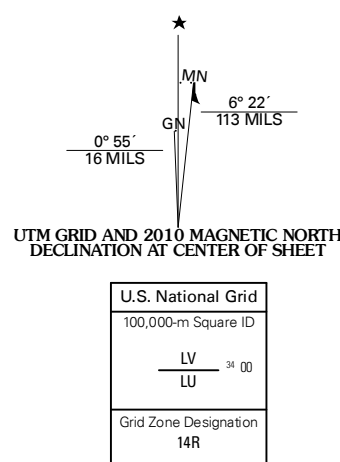 ★
MN
GN
6° 22´
113 MILS
0° 55´
16 MILS
UTM GRID AND 2010 MAGNETIC NORTH
DECLINATION AT CENTER OF SHEET
U.S. National Grid
100,000-m Square ID
LV
34 00
LU
Grid Zone Designation
14R